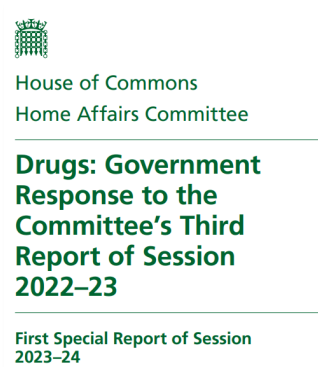 House of Commons
Home Affairs Committee
Drugs: Government
Response to the
Committee’s Third
Report of Session
2022–23
First Special Report of Session
2023–24